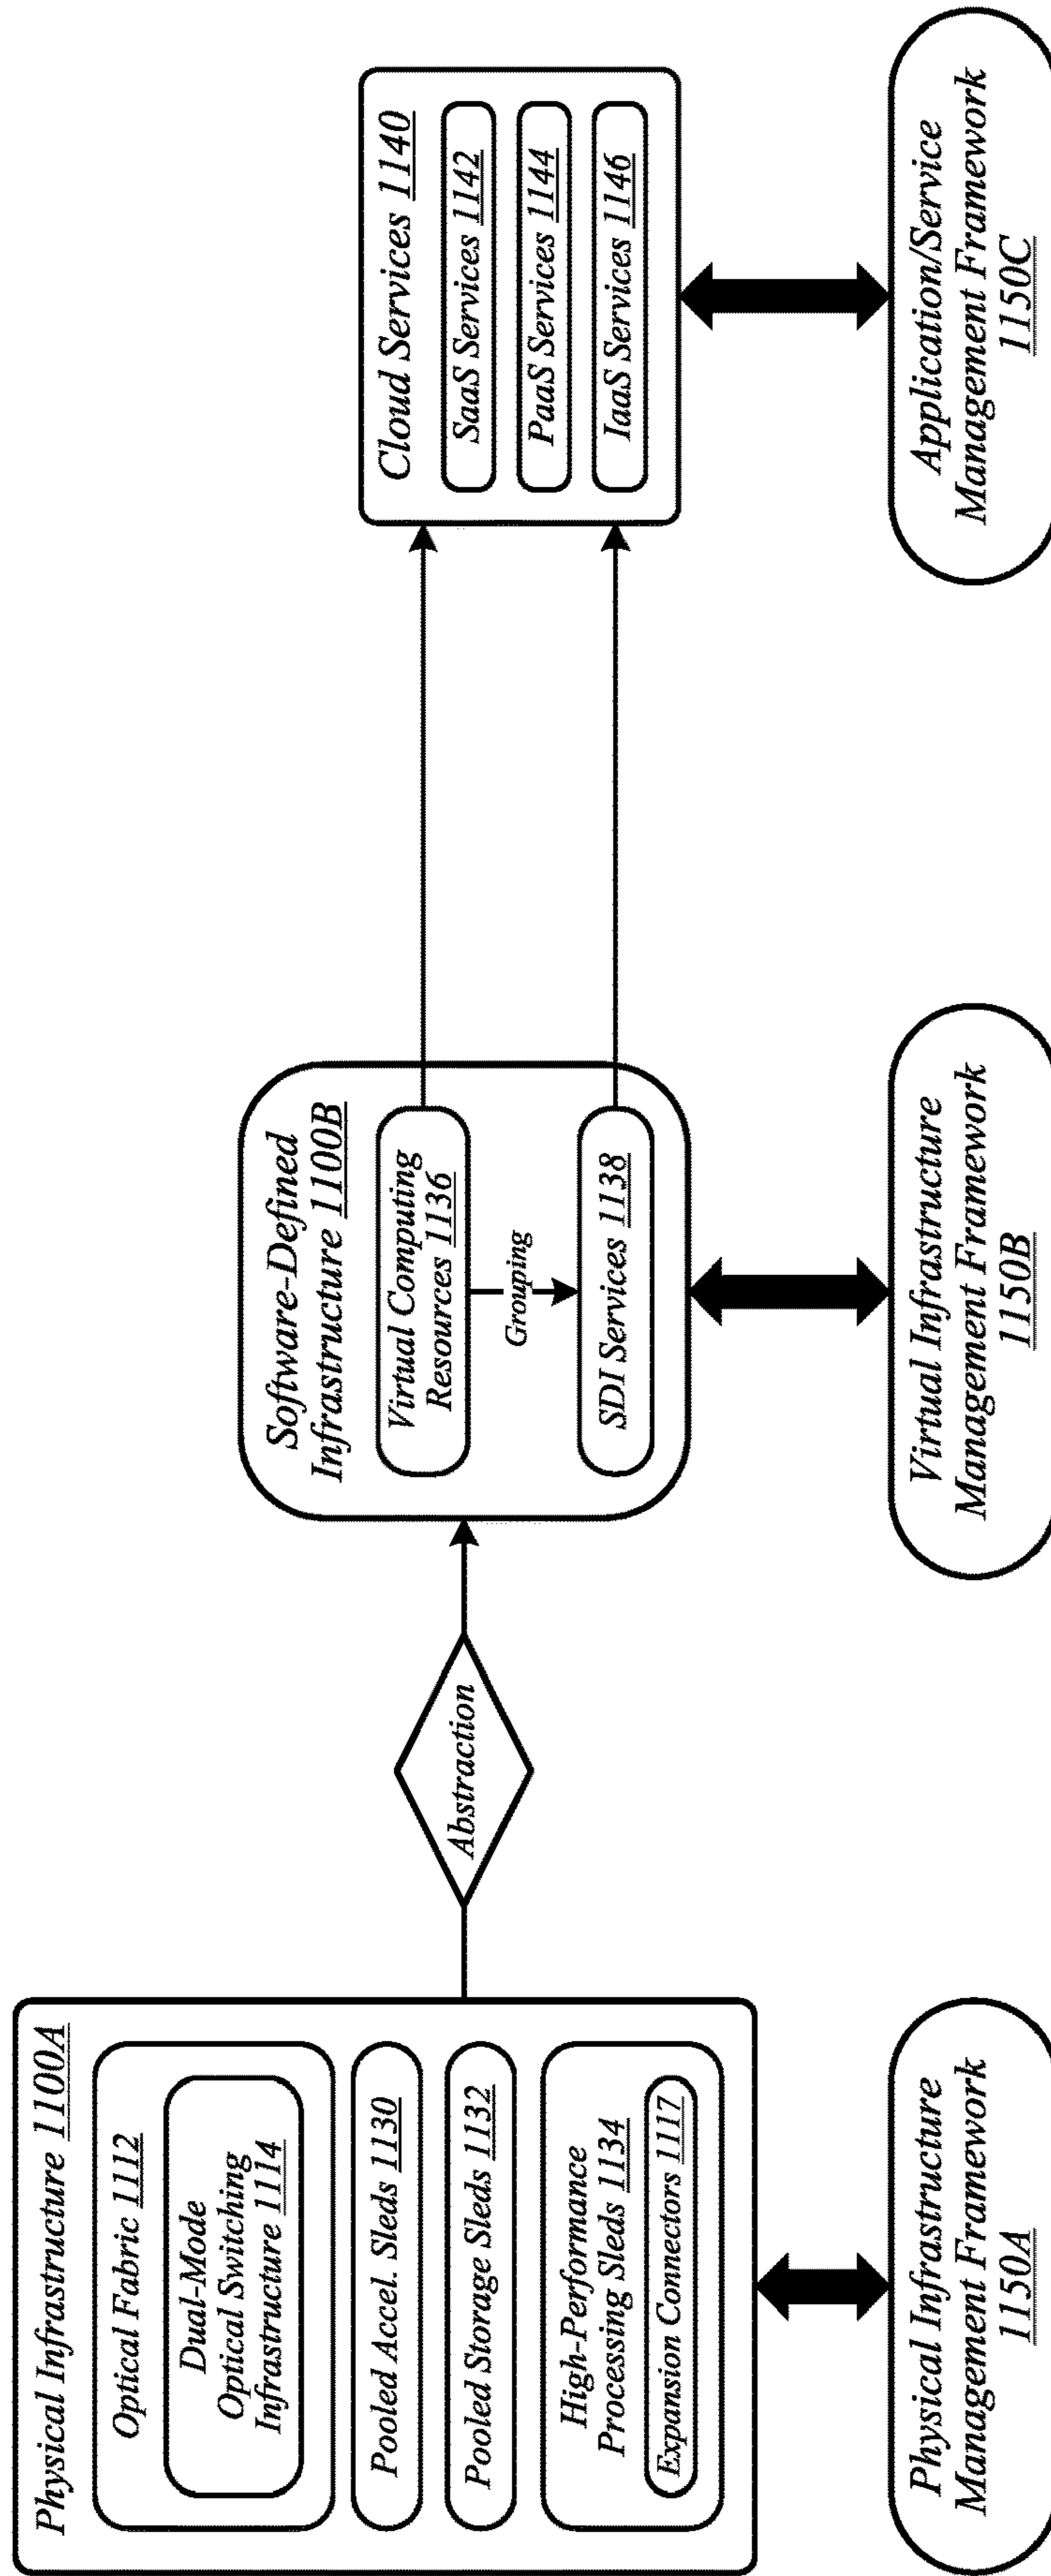 Physical Infrastructure 1100A
Optical Fabric 1112
Dual-Mode
Optical Switching
Infrastructure 1114
Pooled Accel. Sleds 1130
Pooled Storage Sleds 1132
High-Performance
Processing Sleds 1134
Expansion Connectors 1117
Physical Infrastructure
Management Framework
1150A
Abstraction
Software-Defined
Infrastructure 1100B
Virtual Computing
Resources 1136
Grouping
SDI Services 1138
Virtual Infrastructure
Management Framework
1150B
Cloud Services 1140
SaaS Services 1142
PaaS Services 1144
IaaS Services 1146
Application/Service
Management Framework
1150C